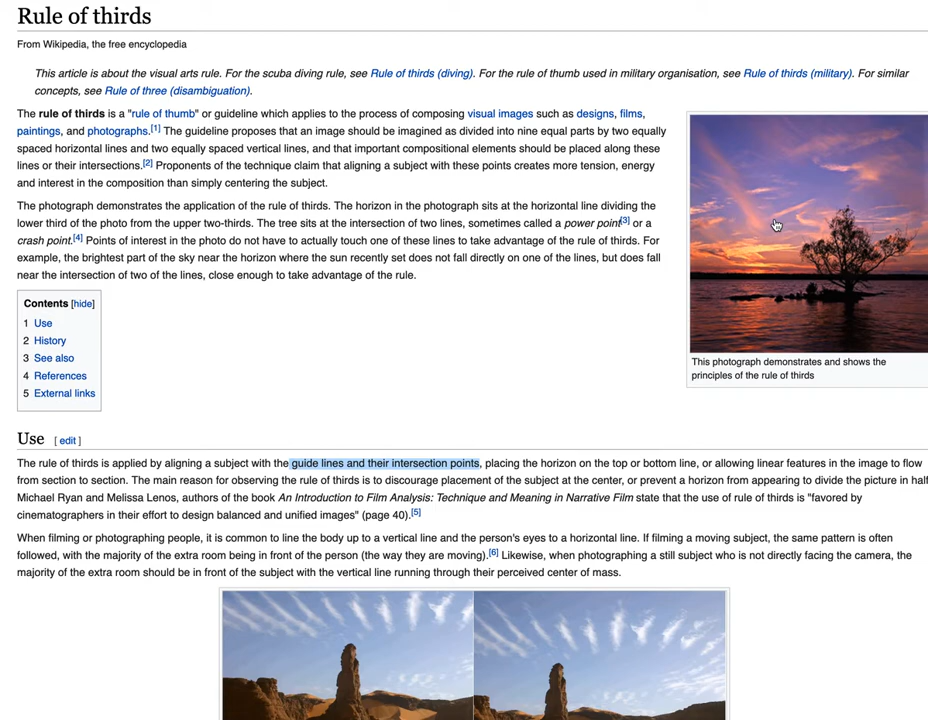 Rule of thirds
From Wikipedia, the free encyclopedia
This article is about the visual arts rule. For the scuba diving rule, see Rule of thirds (diving). For the rule of thumb used in military organisation, see Rule of thirds (military). For similar
concepts, see Rule of three (disambiguation).
The rule of thirds is a "rule of thumb" or guideline which applies to the process of composing visual images such as designs, films,
paintings, and photographs.[1] The guideline proposes that an image should be imagined as divided into nine equal parts by two equally
spaced horizontal lines and two equally spaced vertical lines, and that important compositional elements should be placed along these
lines or their intersections.[2] Proponents of the technique claim that aligning a subject with these points creates more tension, energy
and interest in the composition than simply centering the subject.
The photograph demonstrates the application of the rule of thirds. The horizon in the photograph sits at the horizontal line dividing the
lower third of the photo from the upper two-thirds. The tree sits at the intersection of two lines, sometimes called a power point[3] or a
crash point.[4] Points of interest in the photo do not have to actually touch one of these lines to take advantage of the rule of thirds. For
example, the brightest part of the sky near the horizon where the sun recently set does not fall directly on one of the lines, but does fall
near the intersection of two of the lines, close enough to take advantage of the rule.
This photograph demonstrates and shows the
principles of the rule of thirds
Contents [hide]
1 Use
2 History
3 See also
4 References
5 External links
Use [ edit ]
The rule of thirds is applied by aligning a subject with the guide lines and their intersection points, placing the horizon on the top or bottom line, or allowing linear features in the image to flow
from section to section. The main reason for observing the rule of thirds is to discourage placement of the subject at the center, or prevent a horizon from appearing to divide the picture in half
Michael Ryan and Melissa Lenos, authors of the book An Introduction to Film Analysis: Technique and Meaning in Narrative Film state that the use of rule of thirds is "favored by
cinematographers in their effort to design balanced and unified images" (page 40).[5]
When filming or photographing people, it is common to line the body up to a vertical line and the person's eyes to a horizontal line. If filming a moving subject, the same pattern is often
followed, with the majority of the extra room being in front of the person (the way they are moving).[6] Likewise, when photographing a still subject who is not directly facing the camera, the
majority of the extra room should be in front of the subject with the vertical line running through their perceived center of mass.